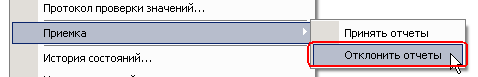 Протокол проверки значений...
Приемка
Принять отчеты
Отклонить отчеты
История состояний...